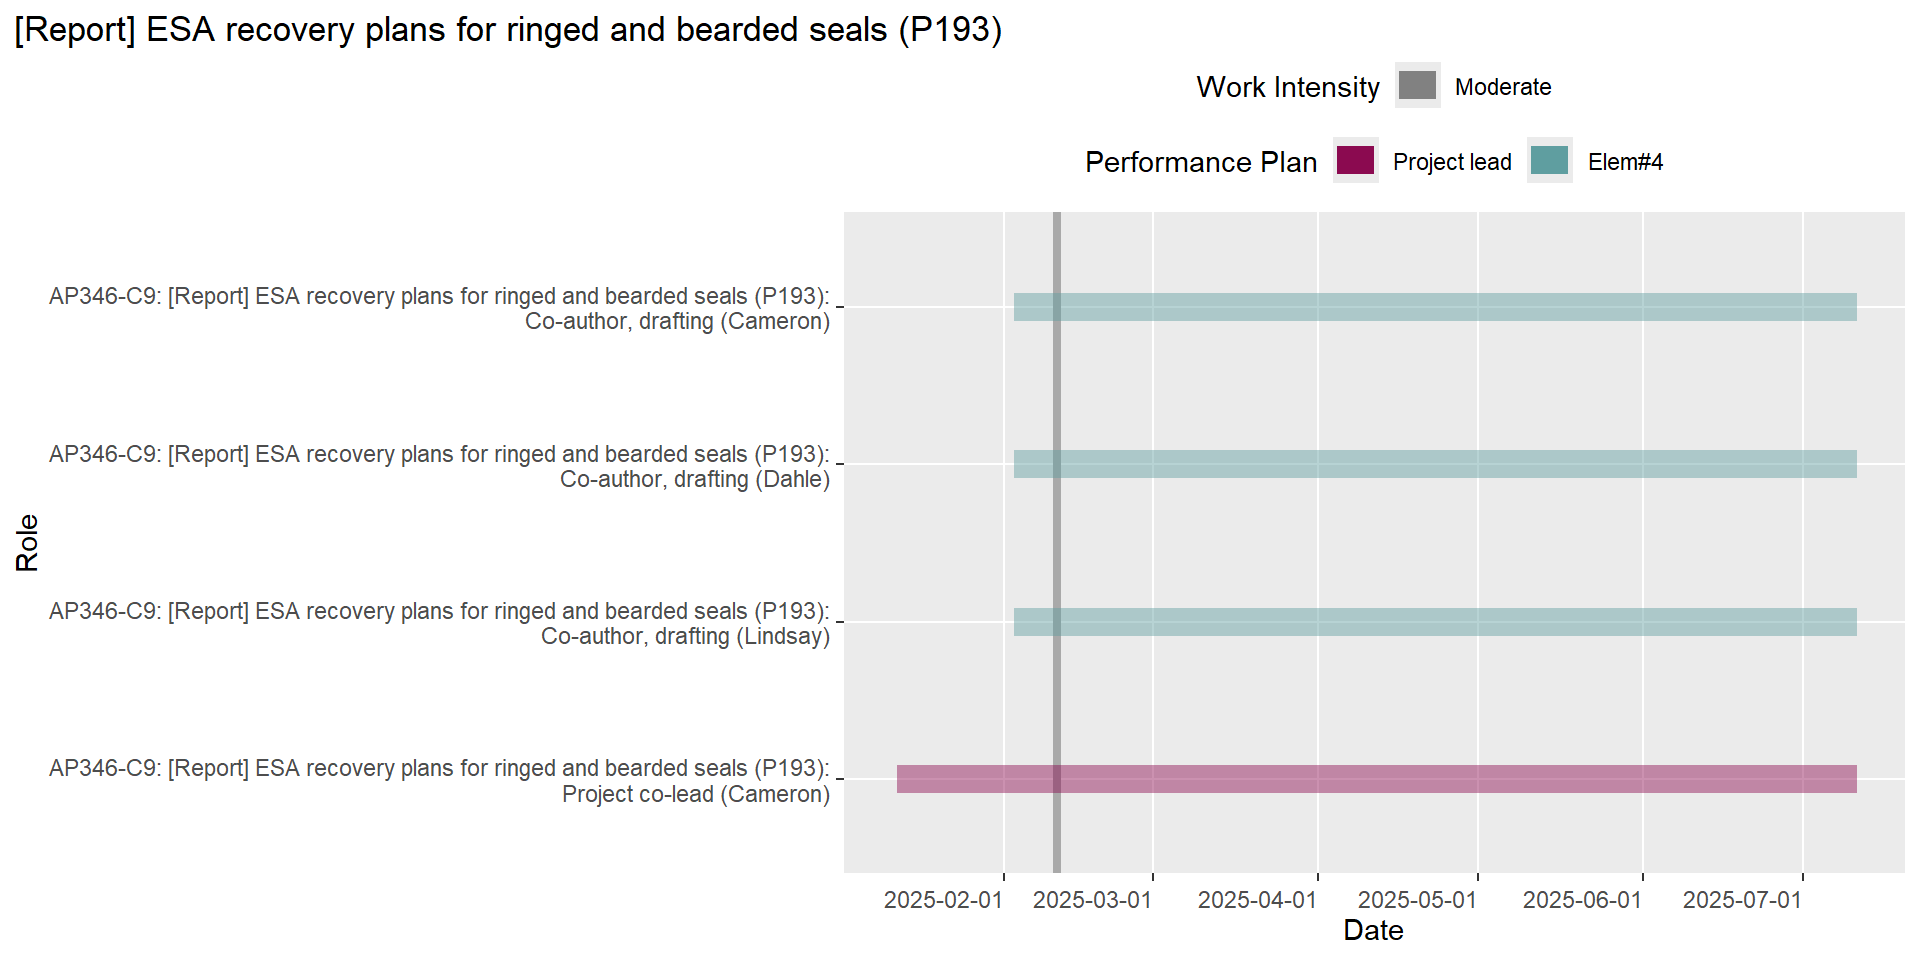 [Report] ESA recovery plans for ringed and bearded seals (P193)
Work Intensity Moderate
Performance Plan Project lead Elem#4
AP346-C9: [Report] ESA recovery plans for ringed and bearded seals (P193):
Co-author, drafting (Cameron)
AP346-C9: [Report] ESA recovery plans for ringed and bearded seals (P193):
Co-author, drafting (Dahle)
Role
AP346-C9: [Report] ESA recovery plans for ringed and bearded seals (P193):
Co-author, drafting (Lindsay)
AP346-C9: [Report] ESA recovery plans for ringed and bearded seals (P193):
Project co-lead (Cameron)
2025-02-01 2025-03-01 2025-04-01 2025-05-01 2025-06-01 2025-07-01
Date